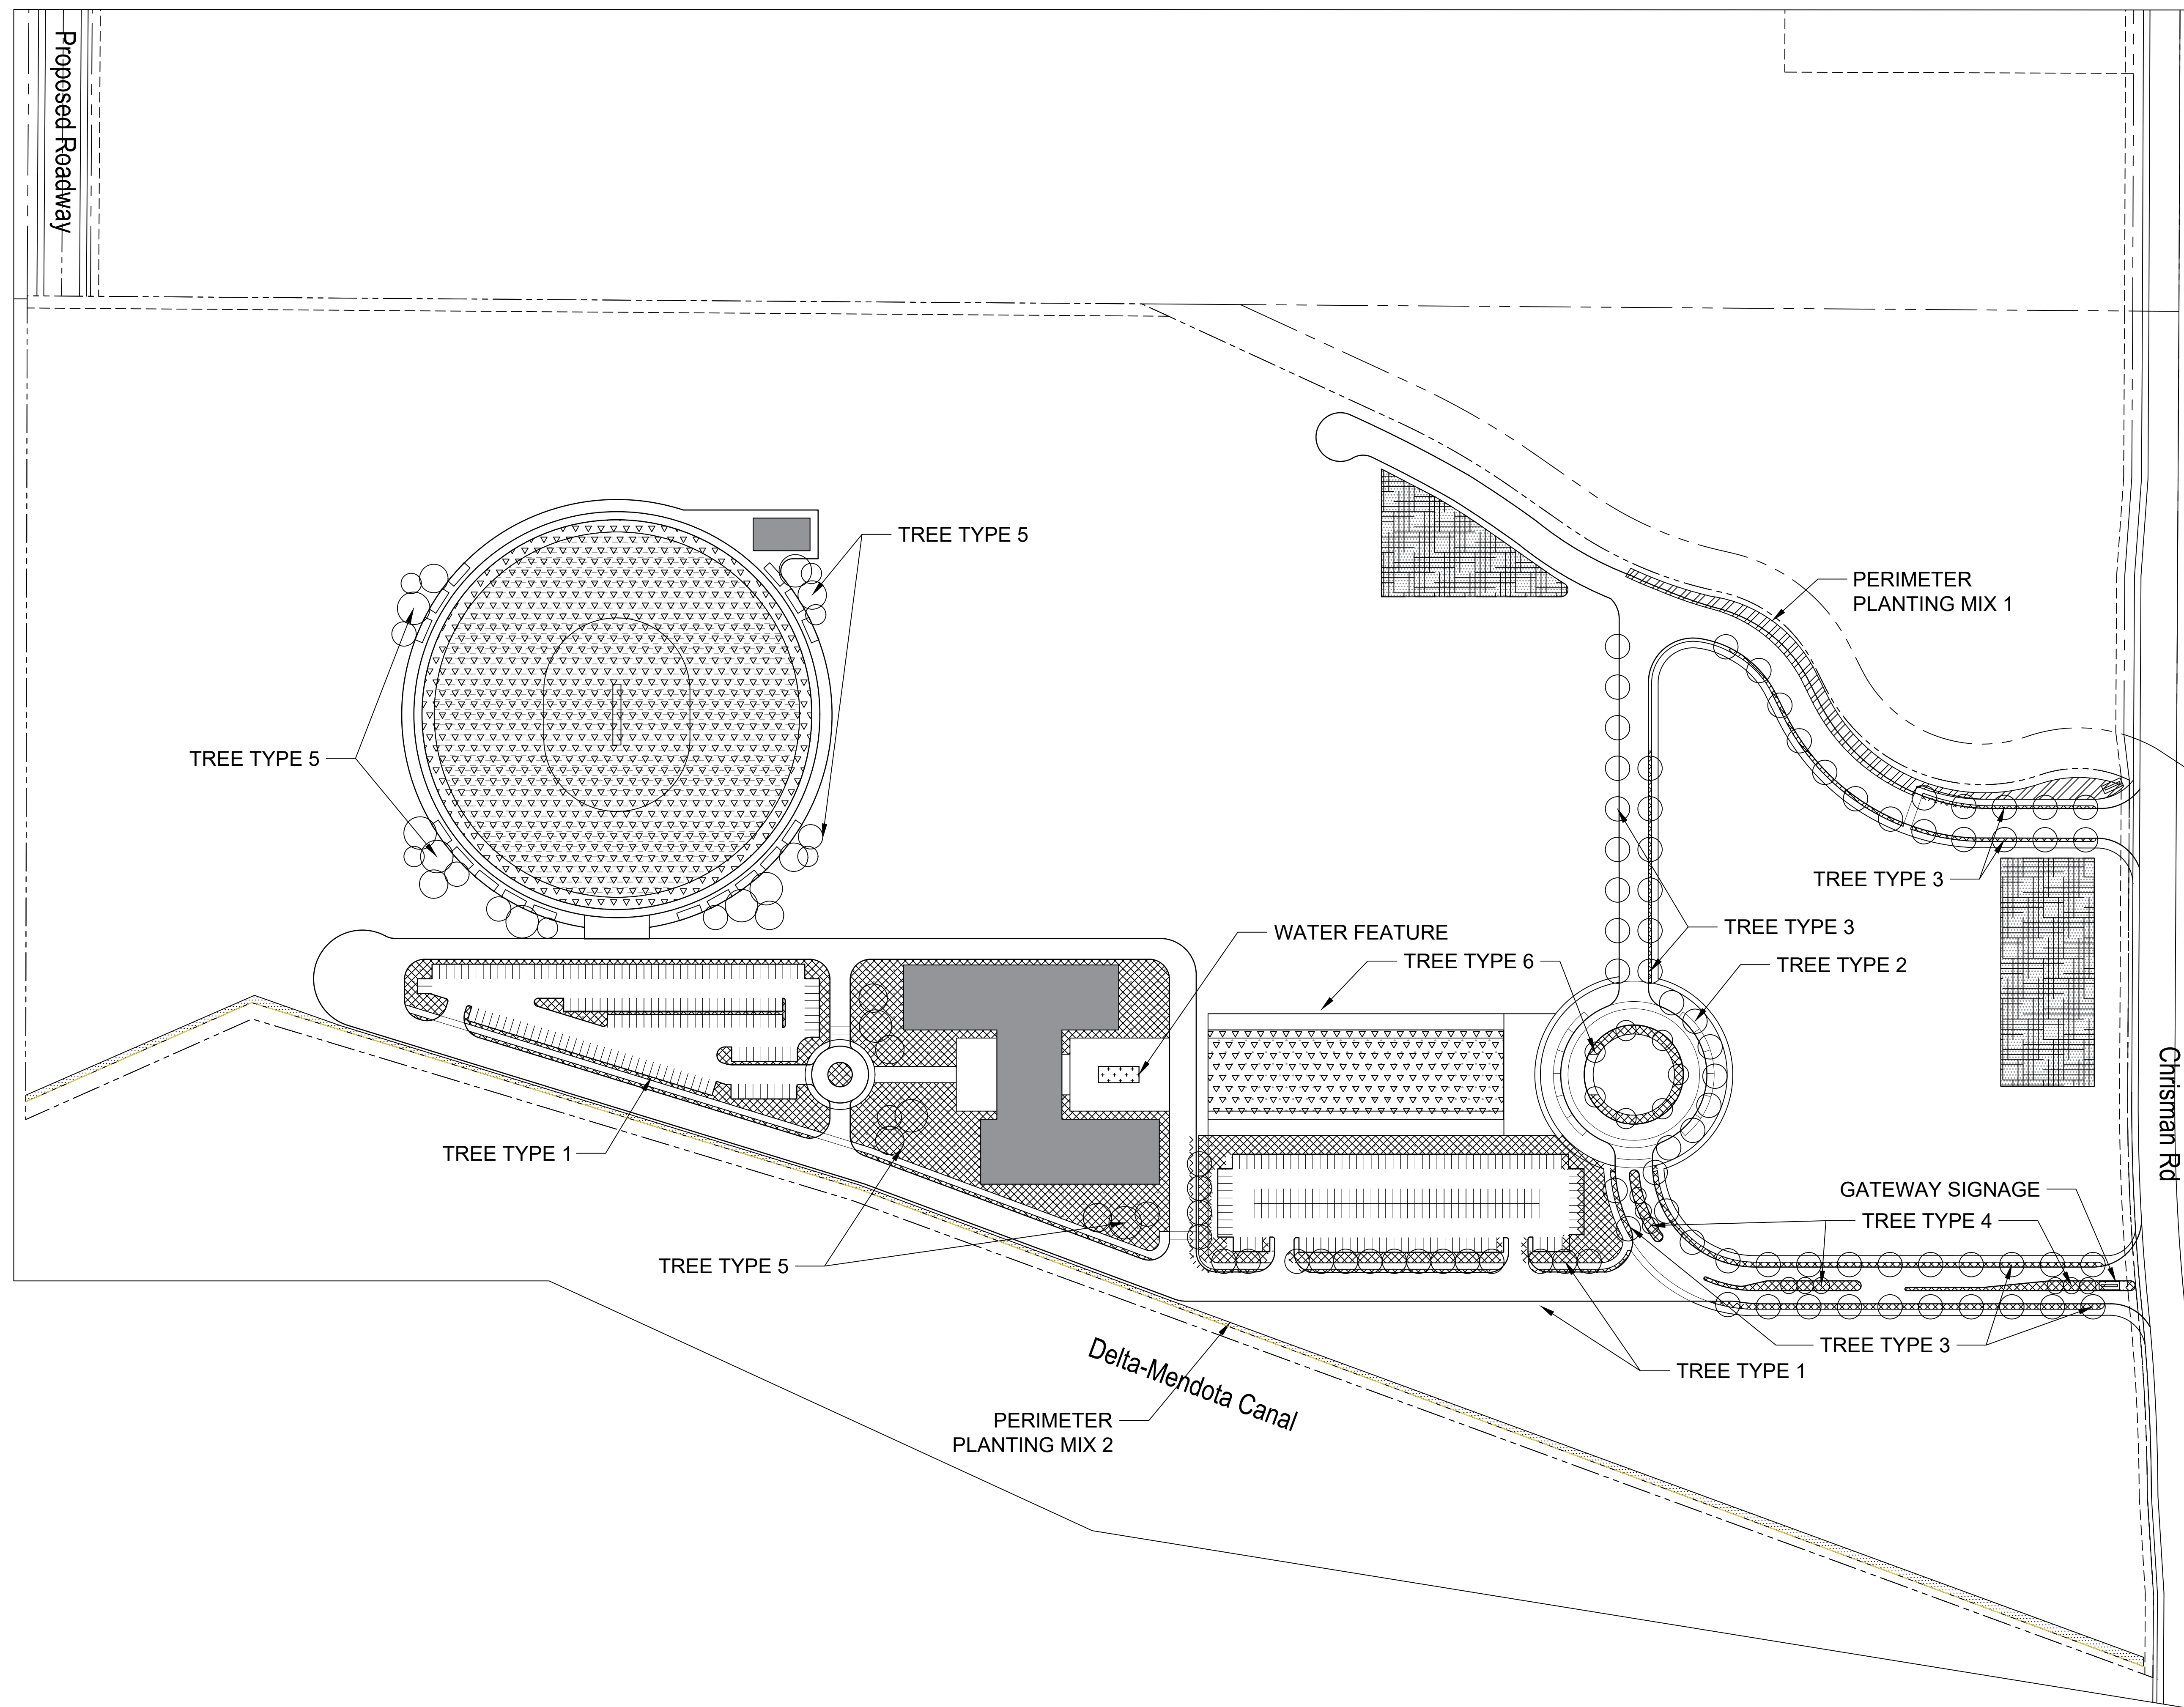 Proposed Roadway
TREE TYPE 5
PERIMETER
PLANTING MIX 1
TREE TYPE 5
TREE TYPE 3
WATER FEATURE
TREE TYPE 3
TREE TYPE 6
TREE TYPE 2
Chrisman Rd
TREE TYPE 1
GATEWAY SIGNAGE
TREE TYPE 4
TREE TYPE 5
TREE TYPE 3
TREE TYPE 1
Delta-Mendota Canal
PERIMETER
PLANTING MIX 2